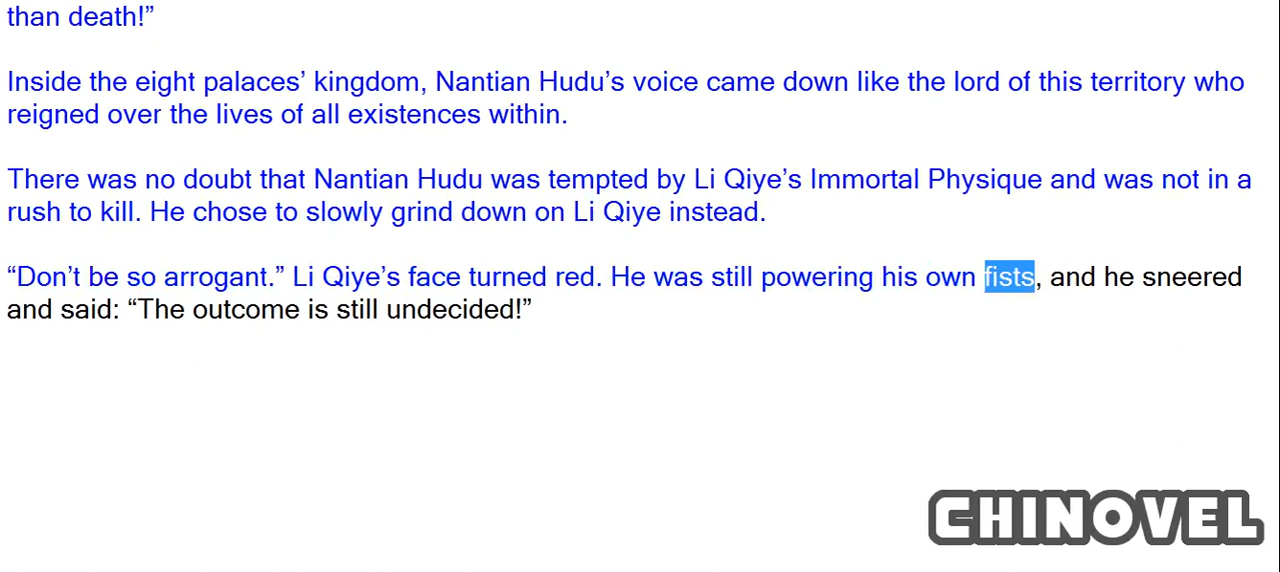 than death!”
Inside the eight palaces’ kingdom, Nantian Hudu’s voice came down like the lord of this territory who
reigned over the lives of all existences within.
There was no doubt that Nantian Hudu was tempted by Li Qiye’s Immortal Physique and was not in a
rush to kill. He chose to slowly grind down on Li Qiye instead.
“Don’t be so arrogant.” Li Qiye’s face turned red. He was still powering his own fists, and he sneered
and said: “The outcome is still undecided!”
CHINOVEL